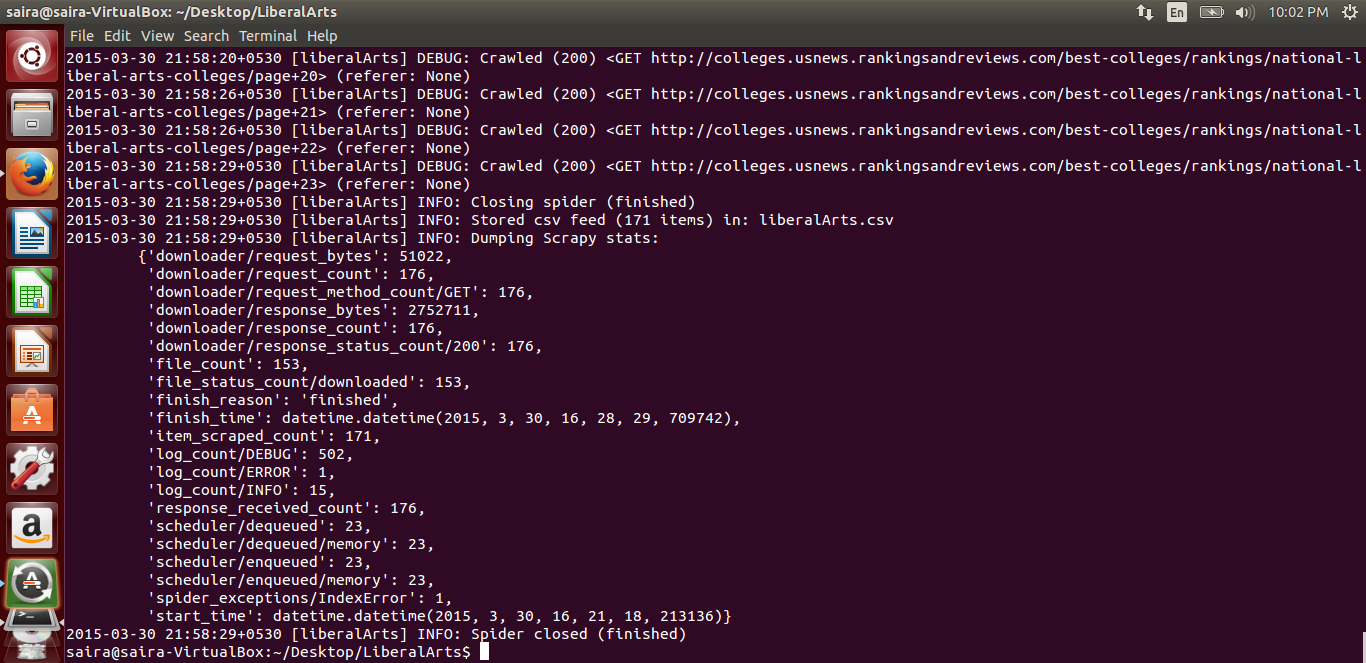 saira@saira-VirtualBox: ~/Desktop/LiberalArts
En
10:02 PM
File Edit View Search Terminal Help
2015-03-30 21:58:20+0530 [liberalArts] DEBUG: Crawled (200) <GET http://colleges.usnews.rankingsandreviews.com/best-colleges/rankings/national-l
iberal-arts-colleges/page+20> (referer: None)
2015-03-30 21:58:26+0530 [liberalArts] DEBUG: Crawled (200) <GET http://colleges.usnews.rankingsandreviews.com/best-colleges/rankings/national-l
iberal-arts-colleges/page+21> (referer: None)
2015-03-30 21:58:26+0530 [liberalArts] DEBUG: Crawled (200) <GET http://colleges.usnews.rankingsandreviews.com/best-colleges/rankings/national-l
iberal-arts-colleges/page+22> (referer: None)
2015-03-30 21:58:29+0530 [liberalArts] DEBUG: Crawled (200) <GET http://colleges.usnews.rankingsandreviews.com/best-colleges/rankings/national-l
iberal-arts-colleges/page+23> (referer: None)
2015-03-30 21:58:29+0530 [liberalArts] INFO: Closing spider (finished)
2015-03-30 21:58:29+0530 [liberalArts] INFO: Stored csv feed (171 items) in: liberalArts.csv
2015-03-30 21:58:29+0530 [liberalArts] INFO: Dumping Scrapy stats:
{'downloader/request_bytes': 51022,
'downloader/request_count': 176,
'downloader/request_method_count/GET': 176,
'downloader/response_bytes': 2752711,
'downloader/response_count': 176,
'downloader/response_status_count/200': 176,
'file_count': 153,
'file_status_count/downloaded': 153,
'finish_reason': 'finished',
'finish_time': datetime.datetime(2015, 3, 30, 16, 28, 29, 709742),
'item_scraped_count': 171,
'log_count/DEBUG': 502,
'log_count/ERROR': 1,
'log_count/INFO': 15,
'response_received_count': 176,
'scheduler/dequeued': 23,
'scheduler/dequeued/memory': 23,
'scheduler/enqueued': 23,
'scheduler/enqueued/memory': 23,
'spider_exceptions/IndexError': 1,
'start_time': datetime.datetime(2015, 3, 30, 16, 21, 18, 213136)}
2015-03-30 21:58:29+0530 [liberalArts] INFO: Spider closed (finished)
saira@saira-VirtualBox:~/Desktop/LiberalArts$